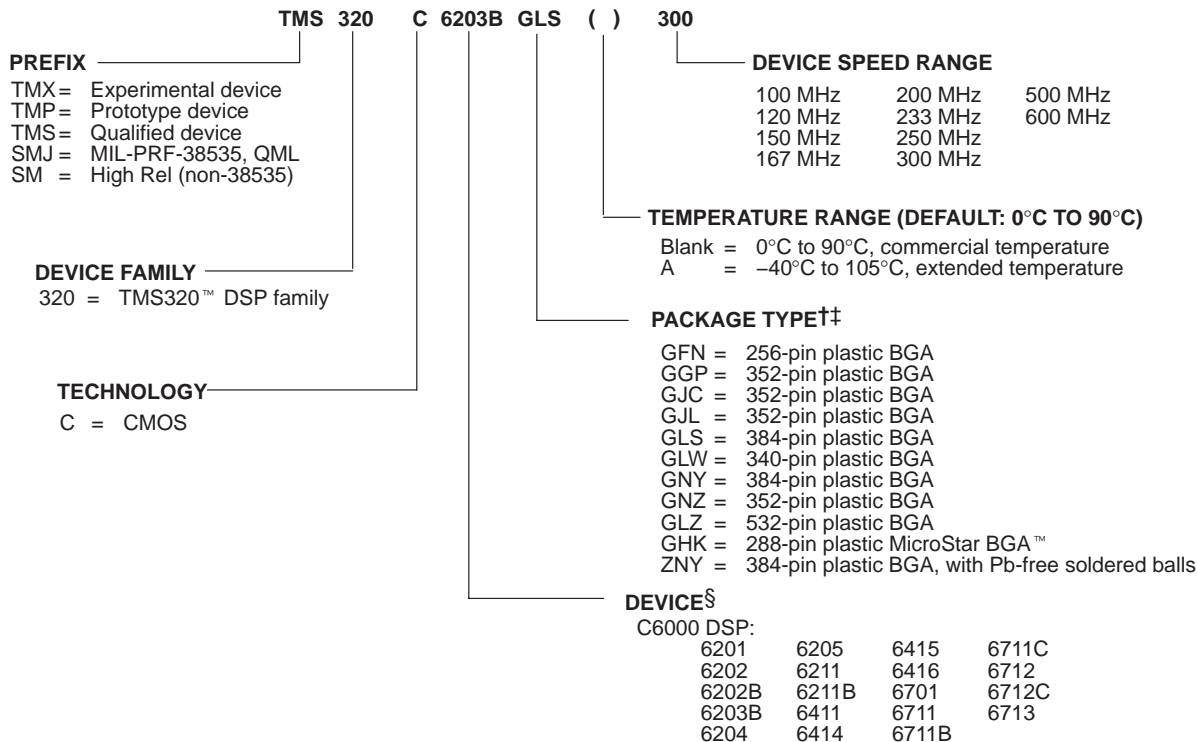 TMS 320 C 6203B GLS ( ) 300
PREFIX
TMX = Experimental device
TMP = Prototype device
TMS = Qualified device
SMJ = MIL-PRF-38535, QML
SM = High Rel (non-38535)
DEVICE SPEED RANGE
100 MHz 200 MHz 500 MHz
120 MHz 233 MHz 600 MHz
150 MHz 250 MHz
167 MHz 300 MHz
TEMPERATURE RANGE (DEFAULT: 0°C TO 90°C)
Blank = 0°C to 90°C, commercial temperature
A = −40°C to 105°C, extended temperature
DEVICE FAMILY
320 = TMS320™ DSP family
PACKAGE TYPE†‡
GFN = 256-pin plastic BGA
GGP = 352-pin plastic BGA
GJC = 352-pin plastic BGA
GJL = 352-pin plastic BGA
GLS = 384-pin plastic BGA
GLW = 340-pin plastic BGA
GNY = 384-pin plastic BGA
GNZ = 352-pin plastic BGA
GLZ = 532-pin plastic BGA
GHK = 288-pin plastic MicroStar BGA™
ZNY = 384-pin plastic BGA, with Pb-free soldered balls
TECHNOLOGY
C = CMOS
DEVICE§
C6000 DSP:
6201 6205 6415 6711C
6202 6211 6416 6712
6202B 6211B 6701 6712C
6203B 6411 6711 6713
6204 6414 6711B